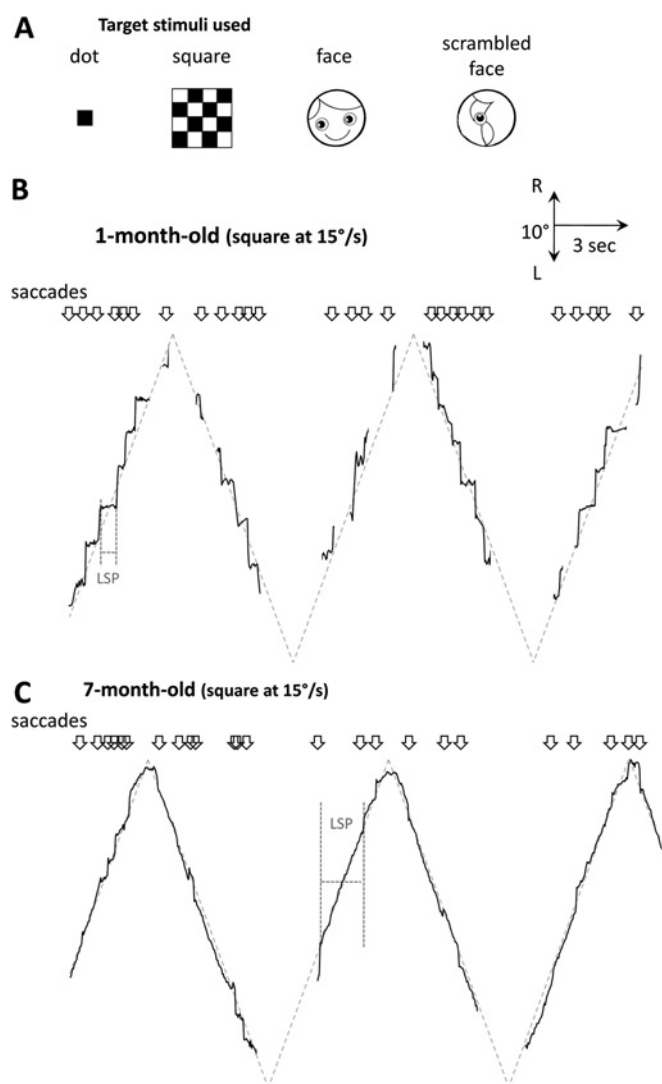 A
Target stimuli used
dot square face scrambled face
B
R
10°
3 sec
L
1-month-old (square at 15°/s)
saccades
LSP
C
7-month-old (square at 15°/s)
saccades
LSP